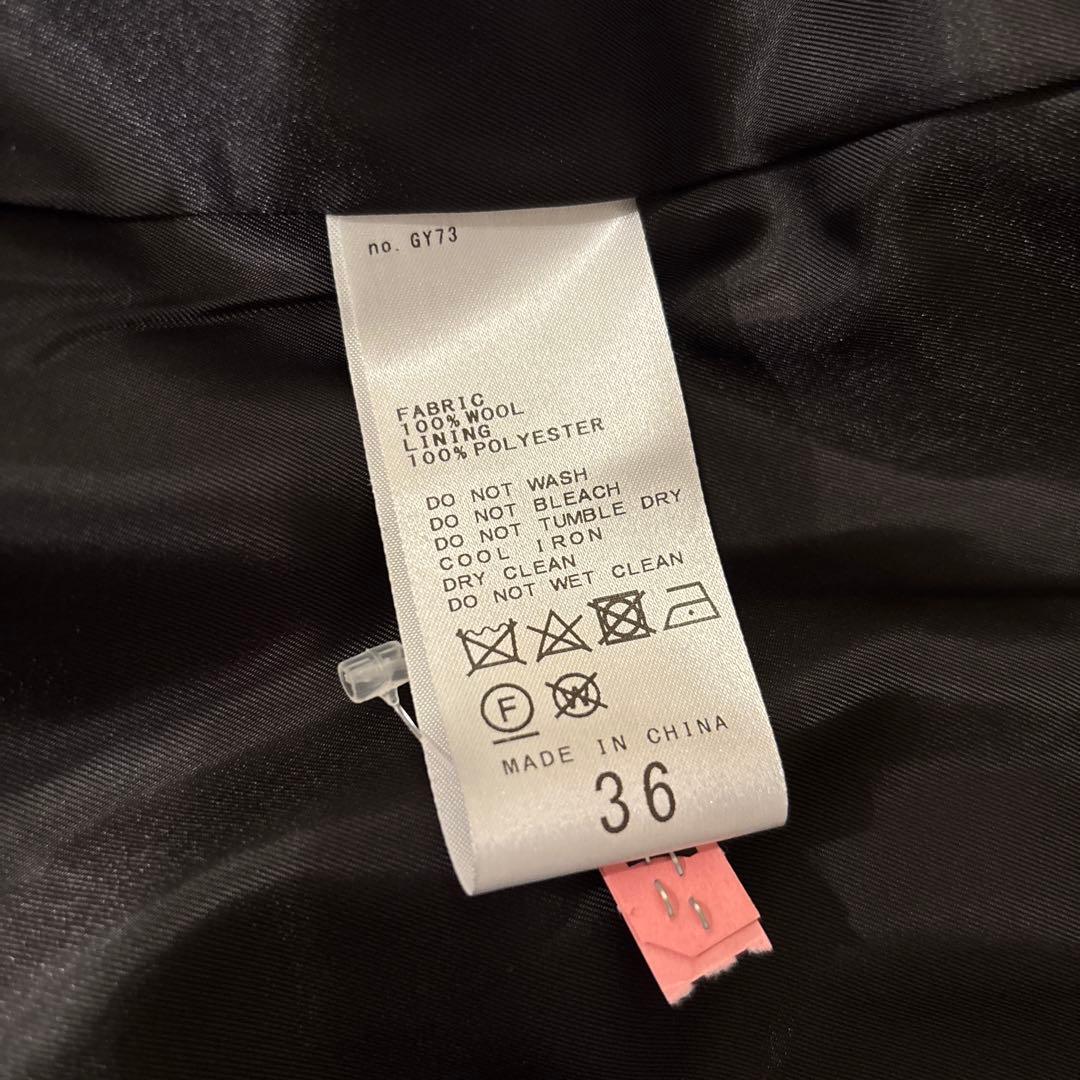 no. GY73
FABRIC
100% WOOL
LINING
100% POLYESTER
DO NOT WASH
DO NOT BLEACH
DO NOT TUMBLE DRY
COOL IRON
DRY CLEAN
DO NOT WET CLEAN
F W
MADE IN CHINA
36